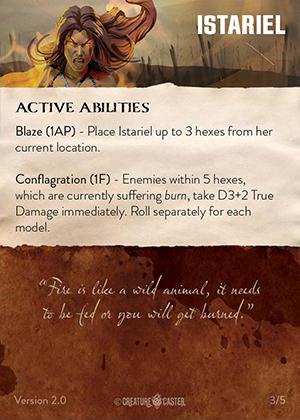 ISTARIEL
ACTIVE ABILITIES
Blaze (1AP) - Place Istariel up to 3 hexes from her
current location.
Conflagration (1F) - Enemies within 5 hexes,
which are currently suffering burn, take D3+2 True
Damage immediately. Roll separately for each
model.
"Fire is like a wild animal, it needs
to be fed or you will get burned."
Version 2.0
© CREATURE CASTER
3/5